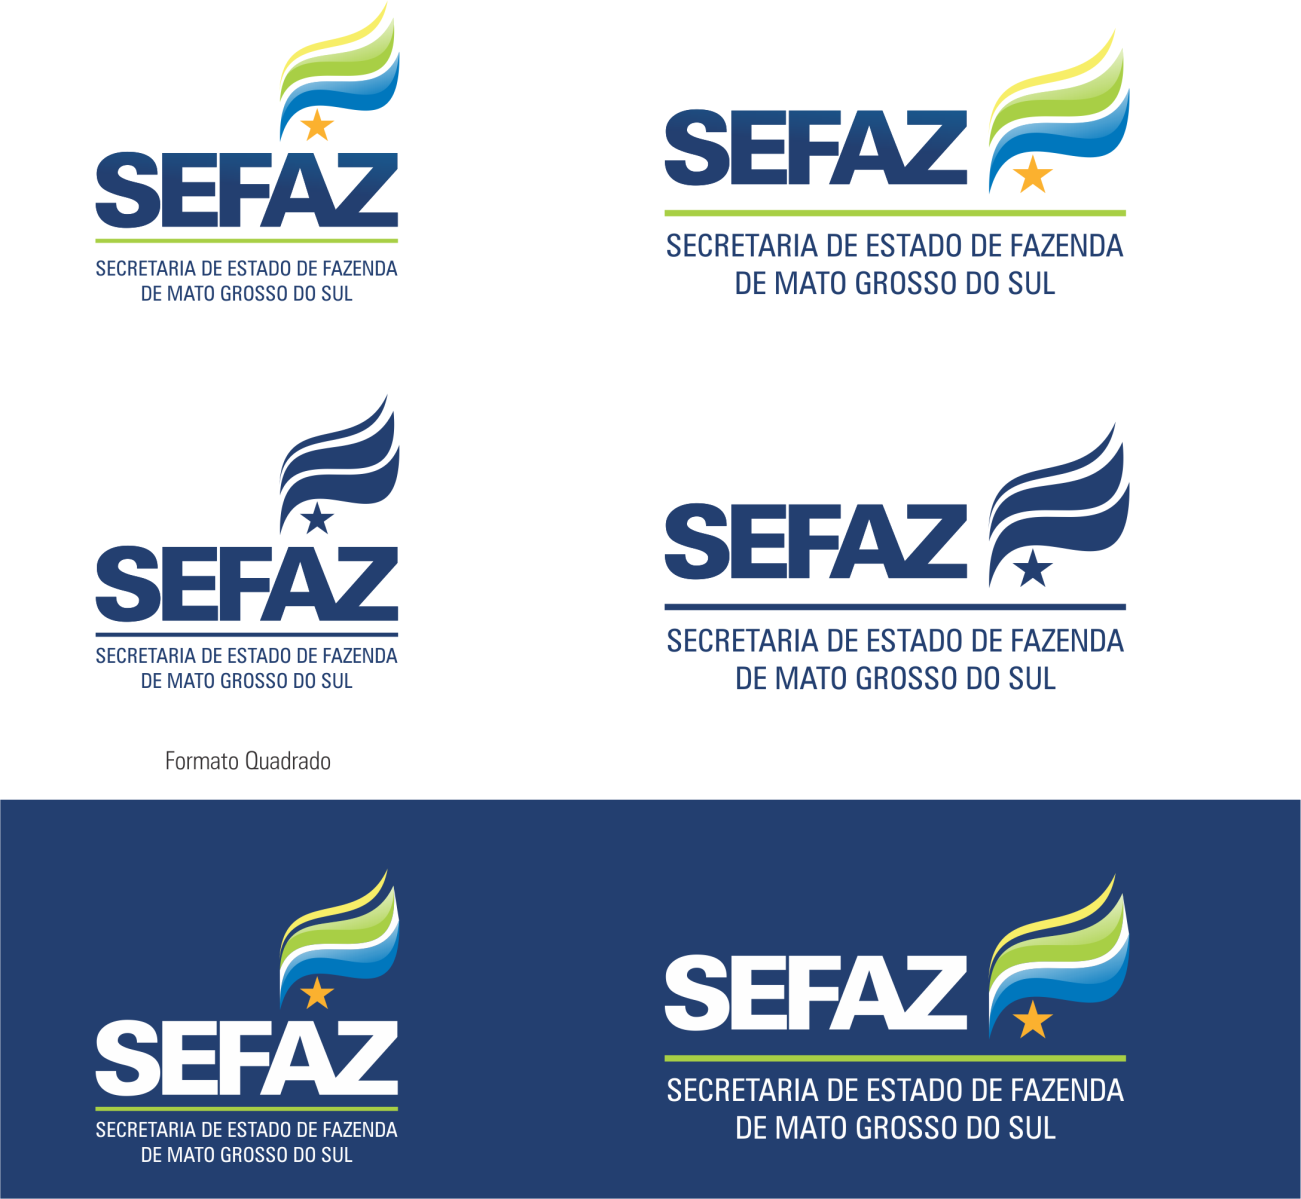 SEFAZ
SECRETARIA DE ESTADO DE FAZENDA
DE MATO GROSSO DO SUL
SEFAZ
SECRETARIA DE ESTADO DE FAZENDA
DE MATO GROSSO DO SUL
SEFAZ
SECRETARIA DE ESTADO DE FAZENDA
DE MATO GROSSO DO SUL
SEFAZ
SECRETARIA DE ESTADO DE FAZENDA
DE MATO GROSSO DO SUL
Formato Quadrado
SEFAZ
SECRETARIA DE ESTADO DE FAZENDA
DE MATO GROSSO DO SUL
SEFAZ
SECRETARIA DE ESTADO DE FAZENDA
DE MATO GROSSO DO SUL